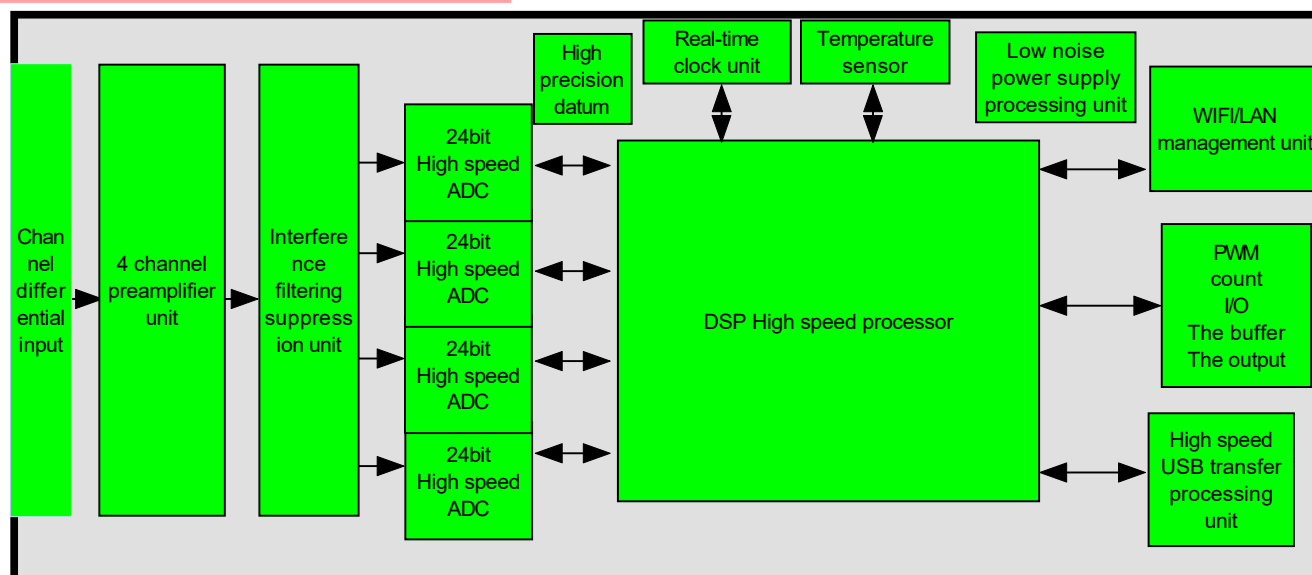 Chan
nel
differ
ential
input
4 channel
preamplifier
unit
Interfere
nce
filtering
suppress
ion unit
24bit
High speed
ADC
24bit
High speed
ADC
24bit
High speed
ADC
24bit
High speed
ADC
High
precision
datum
Real-time
clock unit
Temperature
sensor
Low noise
power supply
processing unit
DSP High speed processor
WIFI/LAN
management unit
PWM
count
I/O
The buffer
The output
High speed
USB transfer
processing
unit